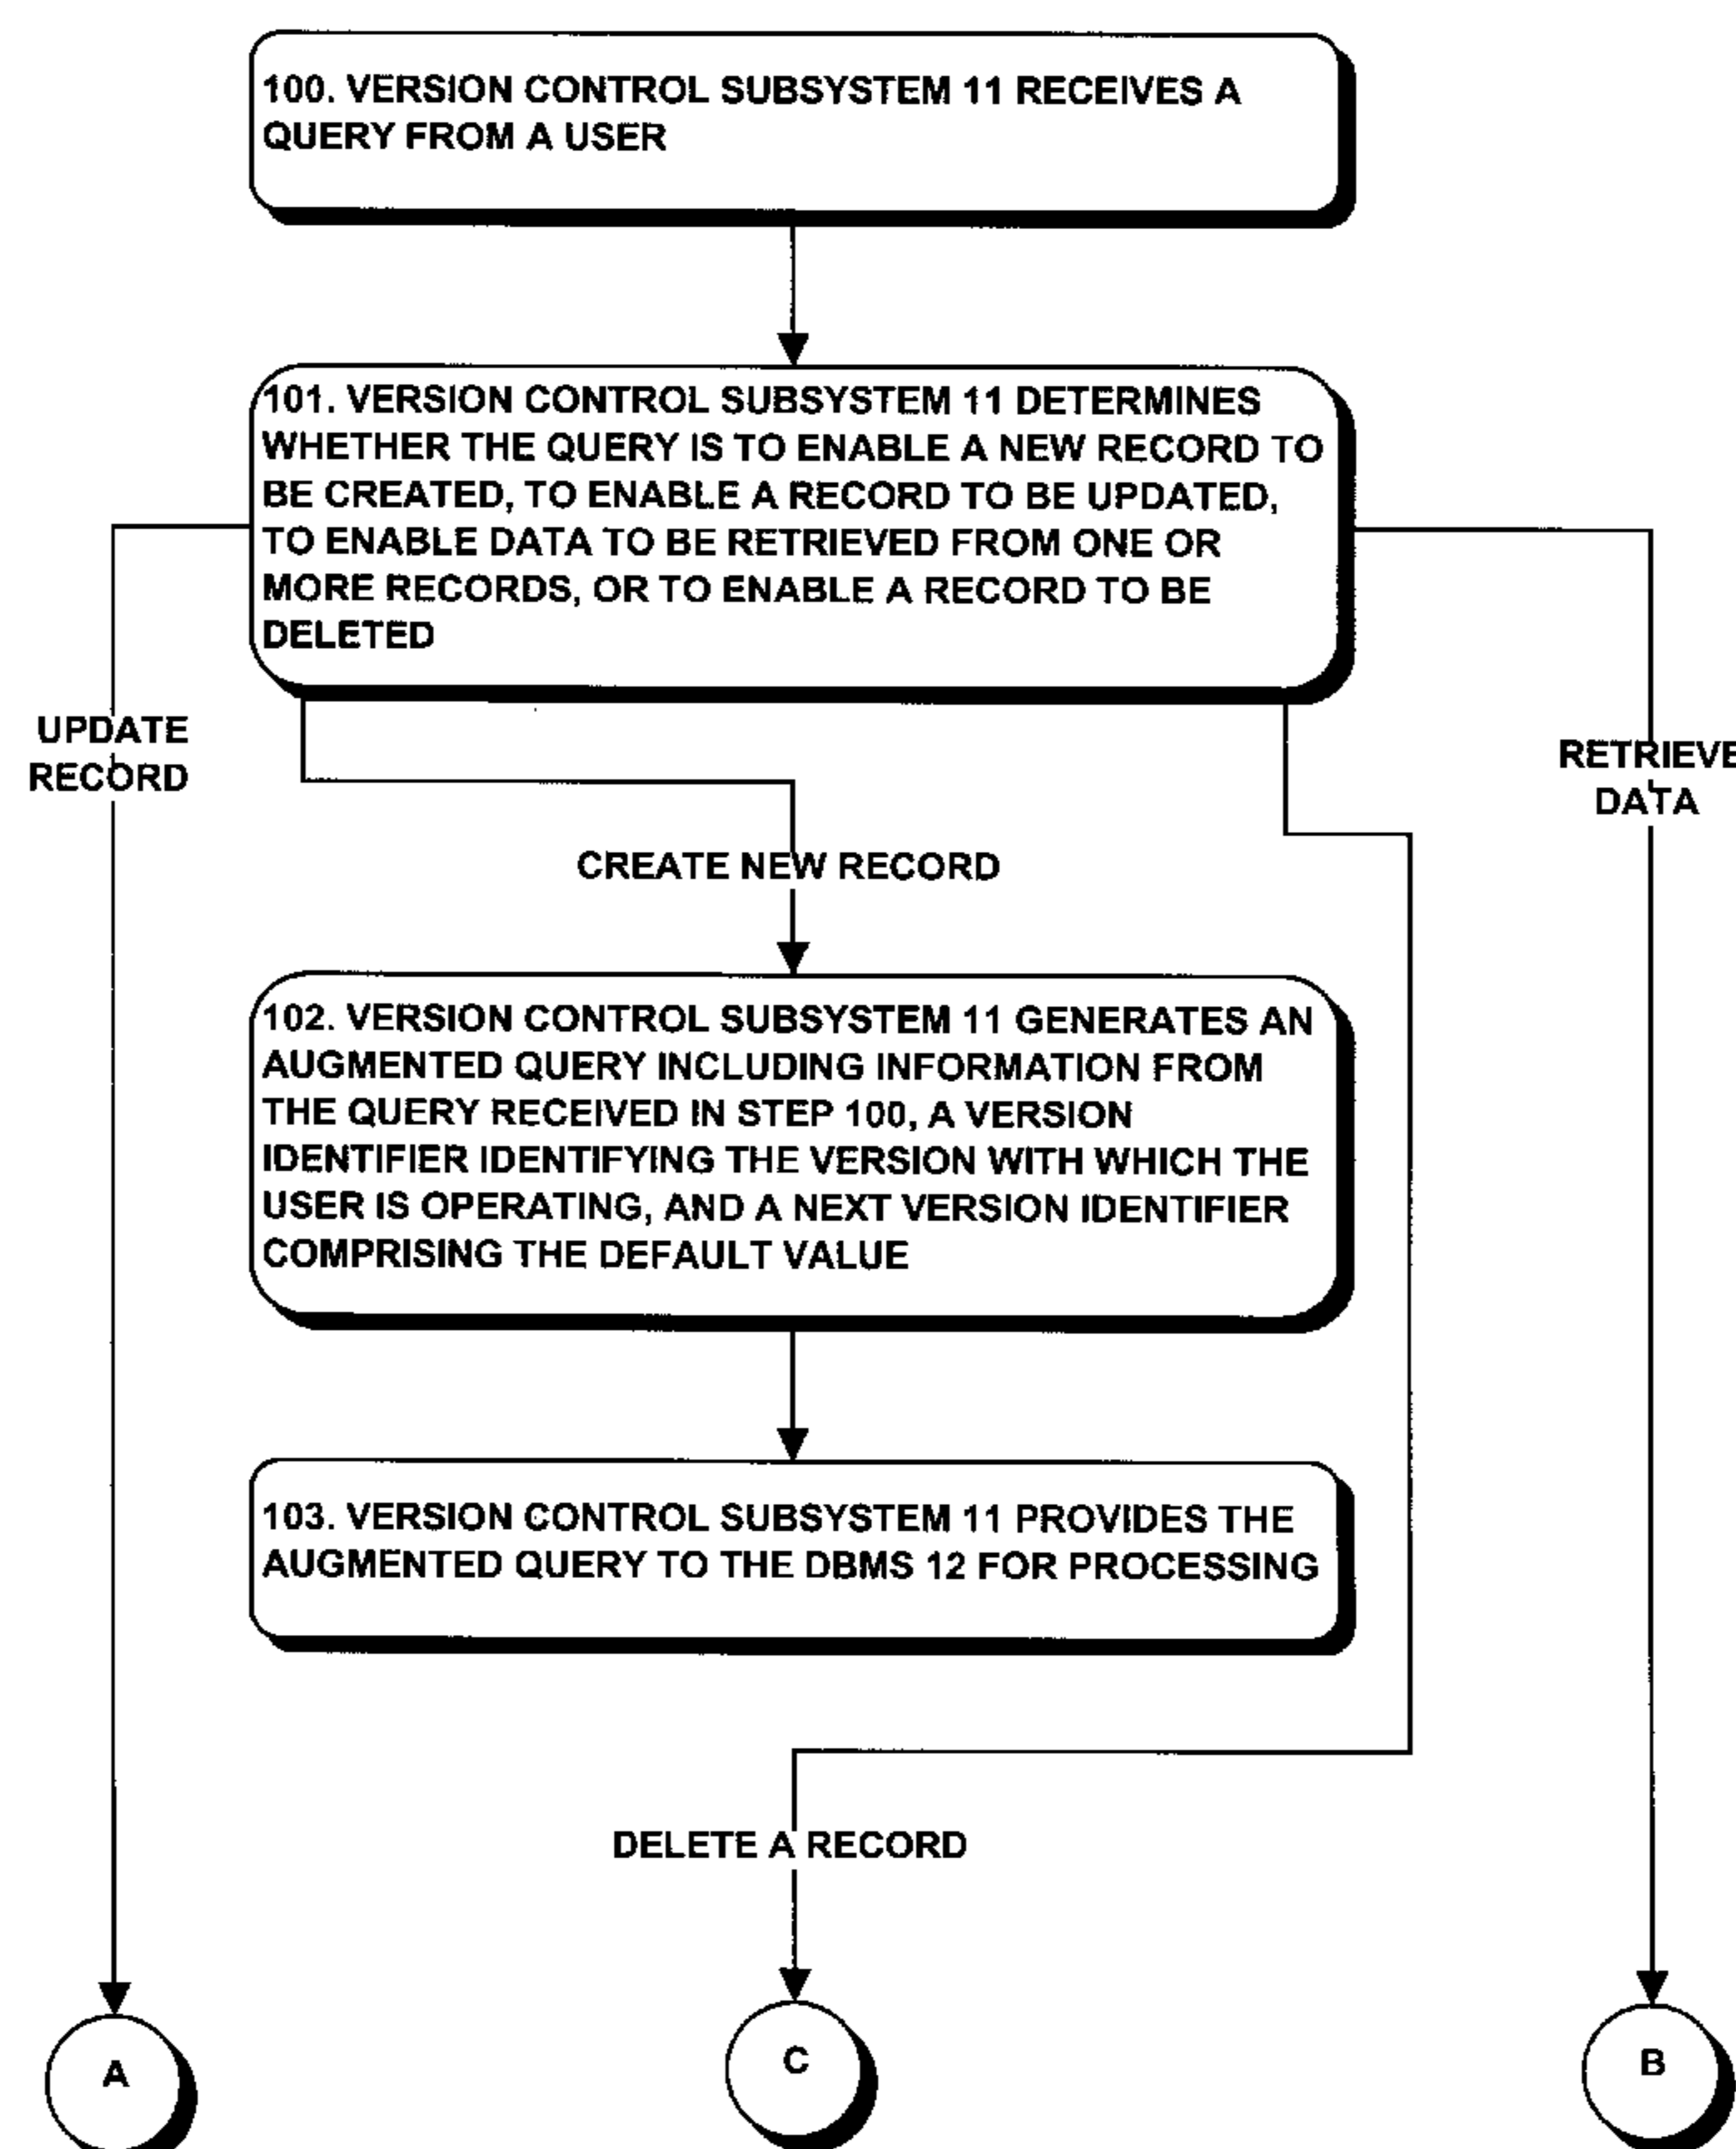 100. VERSION CONTROL SUBSYSTEM 11 RECEIVES A
QUERY FROM A USER
101. VERSION CONTROL SUBSYSTEM 11 DETERMINES
WHETHER THE QUERY IS TO ENABLE A NEW RECORD TO
BE CREATED, TO ENABLE A RECORD TO BE UPDATED,
TO ENABLE DATA TO BE RETRIEVED FROM ONE OR
MORE RECORDS, OR TO ENABLE A RECORD TO BE
DELETED
UPDATE
RECORD
RETRIEVE
DATA
CREATE NEW RECORD
102. VERSION CONTROL SUBSYSTEM 11 GENERATES AN
AUGMENTED QUERY INCLUDING INFORMATION FROM
THE QUERY RECEIVED IN STEP 100, A VERSION
IDENTIFIER IDENTIFYING THE VERSION WITH WHICH THE
USER IS OPERATING, AND A NEXT VERSION IDENTIFIER
COMPRISING THE DEFAULT VALUE
103. VERSION CONTROL SUBSYSTEM 11 PROVIDES THE
AUGMENTED QUERY TO THE DBMS 12 FOR PROCESSING
DELETE A RECORD
A
C
B